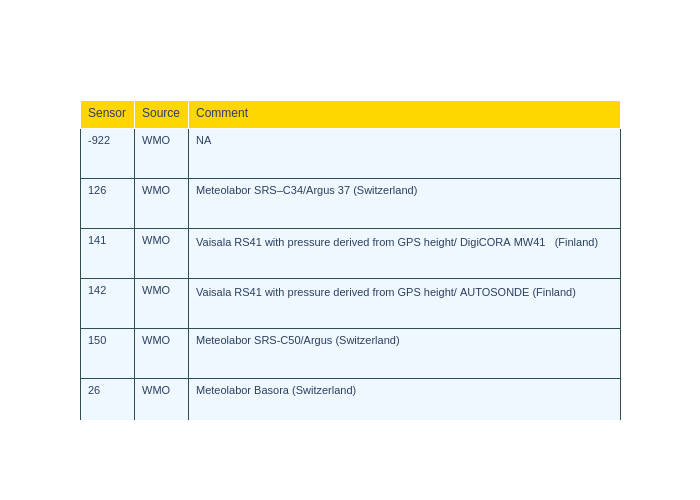 Sensor Source Comment
-922 WMO NA
126 WMO Meteolabor SRS–C34/Argus 37 (Switzerland)
141 WMO Vaisala RS41 with pressure derived from GPS height/ DigiCORA MW41   (Finland)
142 WMO Vaisala RS41 with pressure derived from GPS height/ AUTOSONDE (Finland)
150 WMO Meteolabor SRS-C50/Argus (Switzerland)
26 WMO Meteolabor Basora (Switzerland)